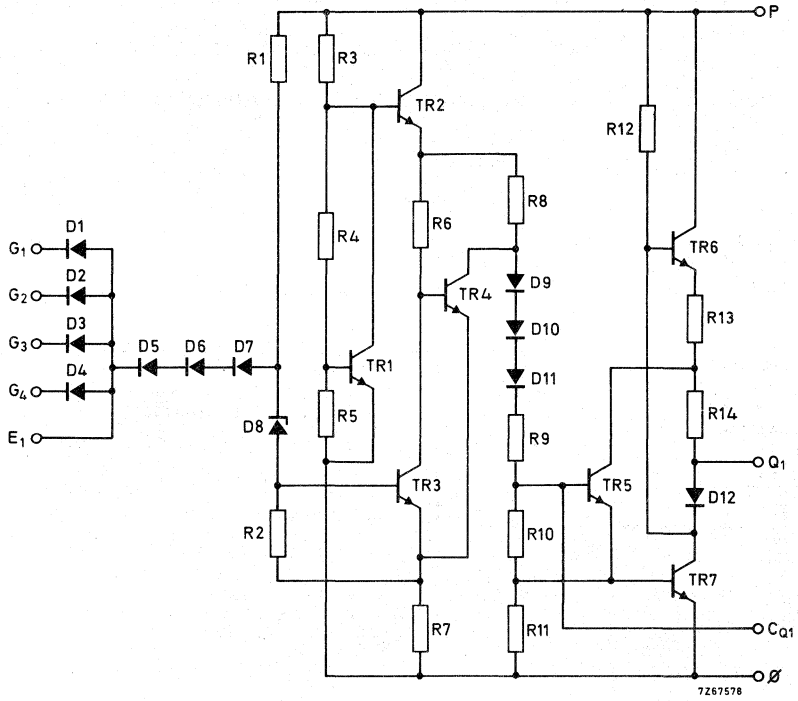 P
R1
R3
TR2
R12
R8
D1
G1
R4
R6
TR6
D2
G2
TR4
D9
D3
G3
D10
R13
D5
D6
D7
TR1
D11
D4
G4
R14
R5
D8
E1
R9
Q1
TR3
TR5
D12
R2
R10
TR7
R7
R11
CQ1
Ø
7Z67578